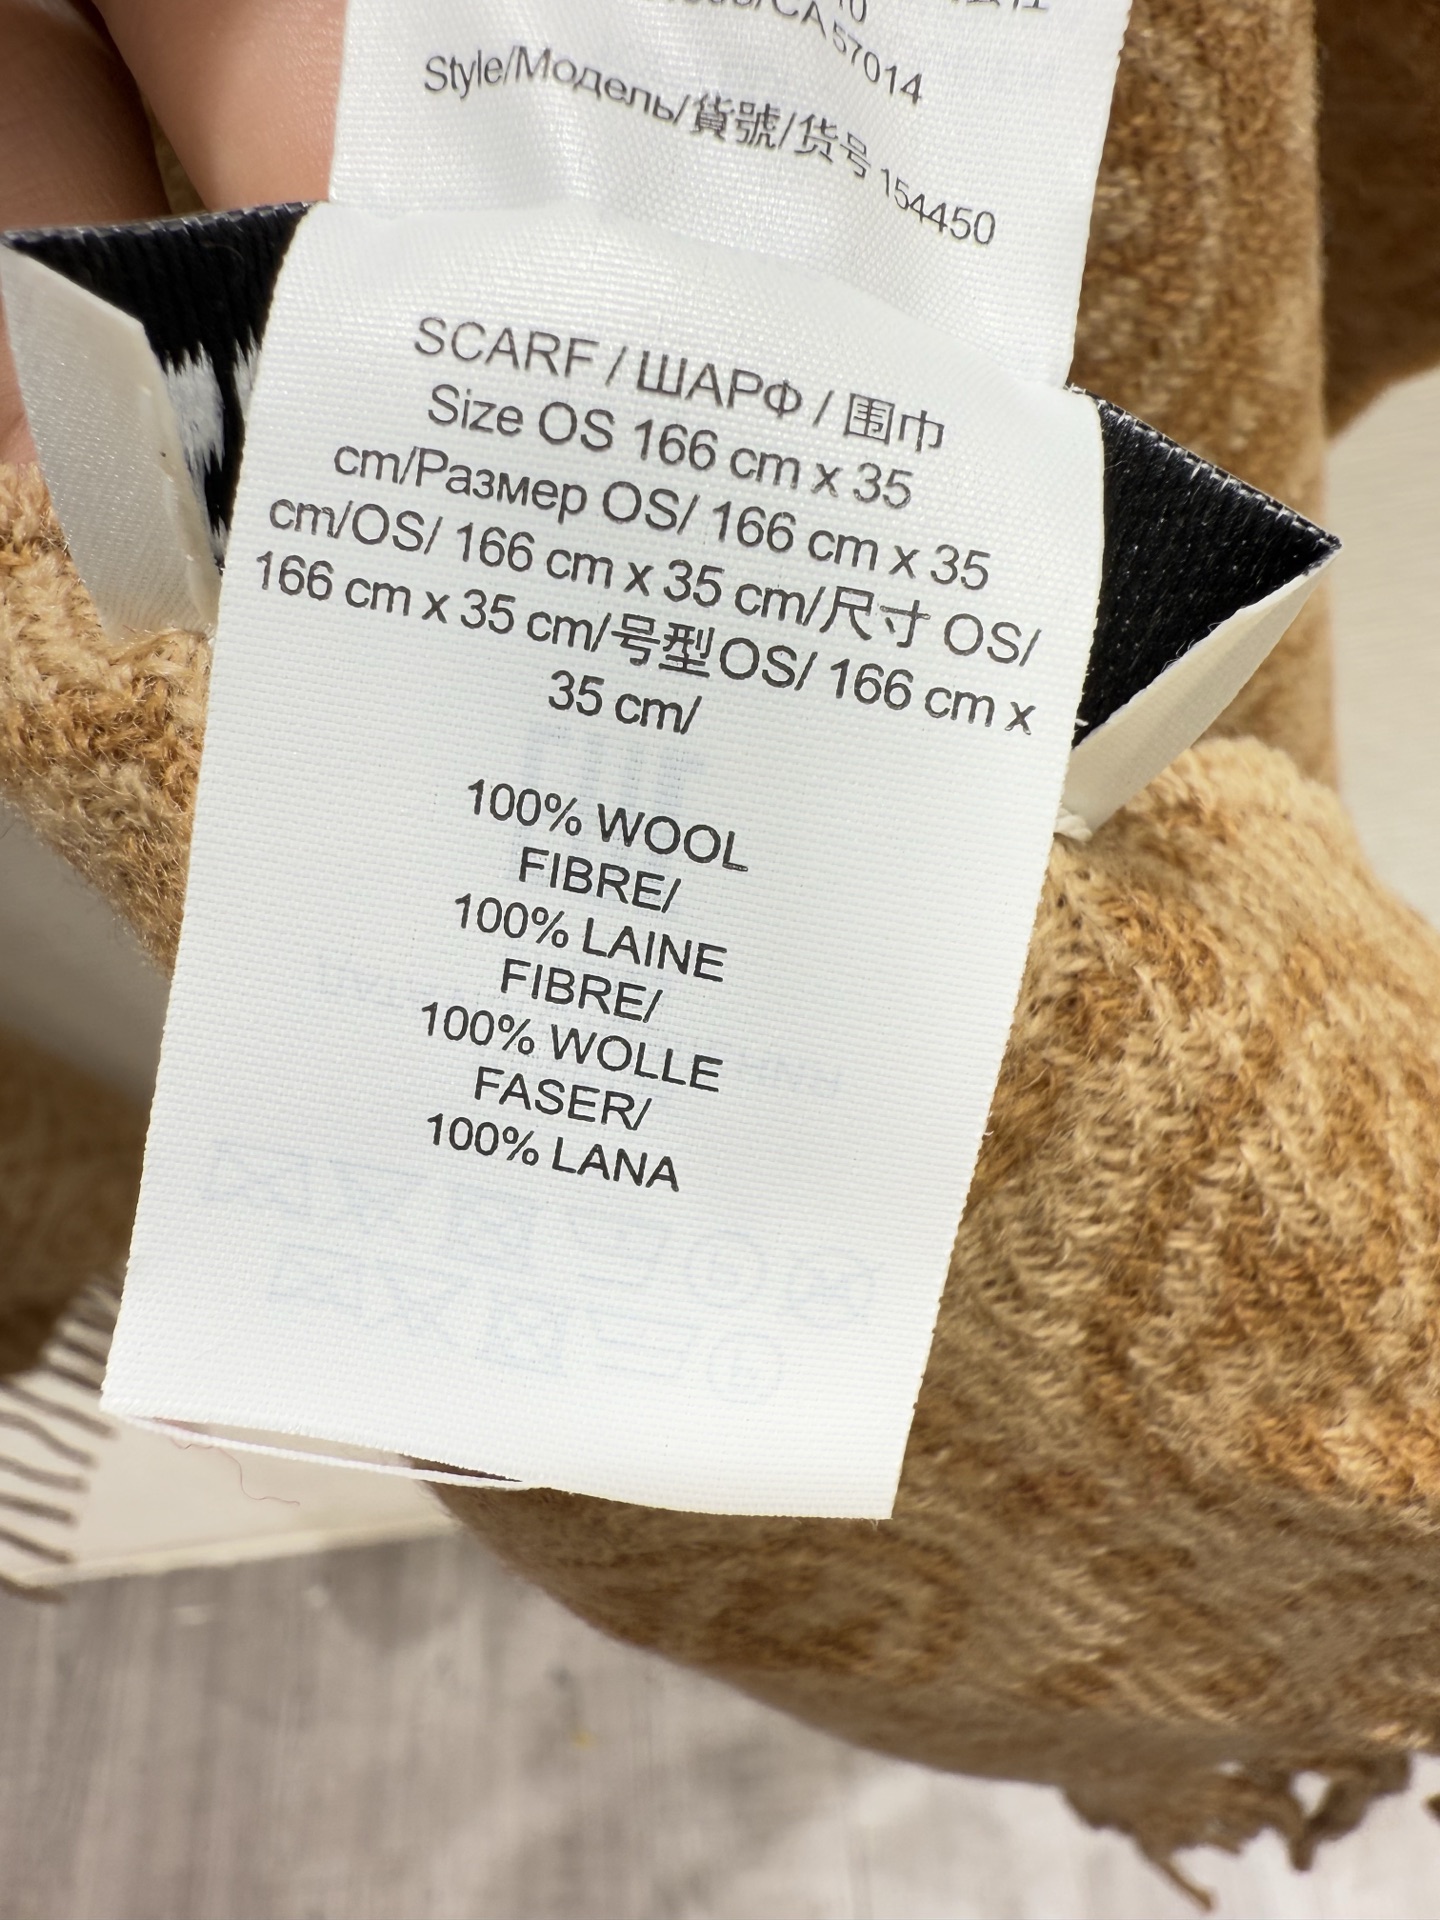 57014
Style/Модель/貨號/货号 154450
SCARF / ШАРФ / 围巾
Size OS 166 cm x 35
cm/Размер OS/ 166 cm x 35
cm/OS/ 166 cm x 35 cm/尺寸 OS/
166 cm x 35 cm/号型OS/ 166 cm x
35 cm/
100% WOOL
FIBRE/
100% LAINE
FIBRE/
100% WOLLE
FASER/
100% LANA